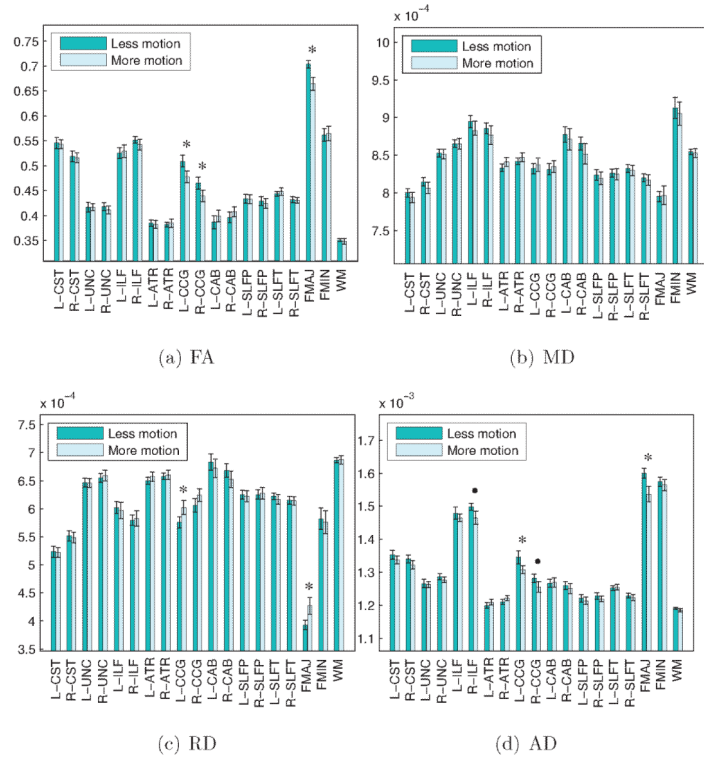 0.75
0.7
0.65
0.6
0.55
0.5
0.45
0.4
0.35
Less motion
More motion
*
*
*
L−CST
R−CST
L−UNC
R−UNC
L−ILF
R−ILF
L−ATR
R−ATR
L−CCG
R−CCG
L−CAB
R−CAB
L−SLFP
R−SLFP
L−SLFT
R−SLFT
FMAJ
FMIN
WM
(a) FA
x 10⁻⁴
10
9.5
9
8.5
8
7.5
Less motion
More motion
L−CST
R−CST
L−UNC
R−UNC
L−ILF
R−ILF
L−ATR
R−ATR
L−CCG
R−CCG
L−CAB
R−CAB
L−SLFP
R−SLFP
L−SLFT
R−SLFT
FMAJ
FMIN
WM
(b) MD
x 10⁻⁴
7.5
7
6.5
6
5.5
5
4.5
4
3.5
Less motion
More motion
*
*
L−CST
R−CST
L−UNC
R−UNC
L−ILF
R−ILF
L−ATR
R−ATR
L−CCG
R−CCG
L−CAB
R−CAB
L−SLFP
R−SLFP
L−SLFT
R−SLFT
FMAJ
FMIN
WM
(c) RD
x 10⁻³
1.7
1.6
1.5
1.4
1.3
1.2
1.1
Less motion
More motion
•
*
•
*
L−CST
R−CST
L−UNC
R−UNC
L−ILF
R−ILF
L−ATR
R−ATR
L−CCG
R−CCG
L−CAB
R−CAB
L−SLFP
R−SLFP
L−SLFT
R−SLFT
FMAJ
FMIN
WM
(d) AD